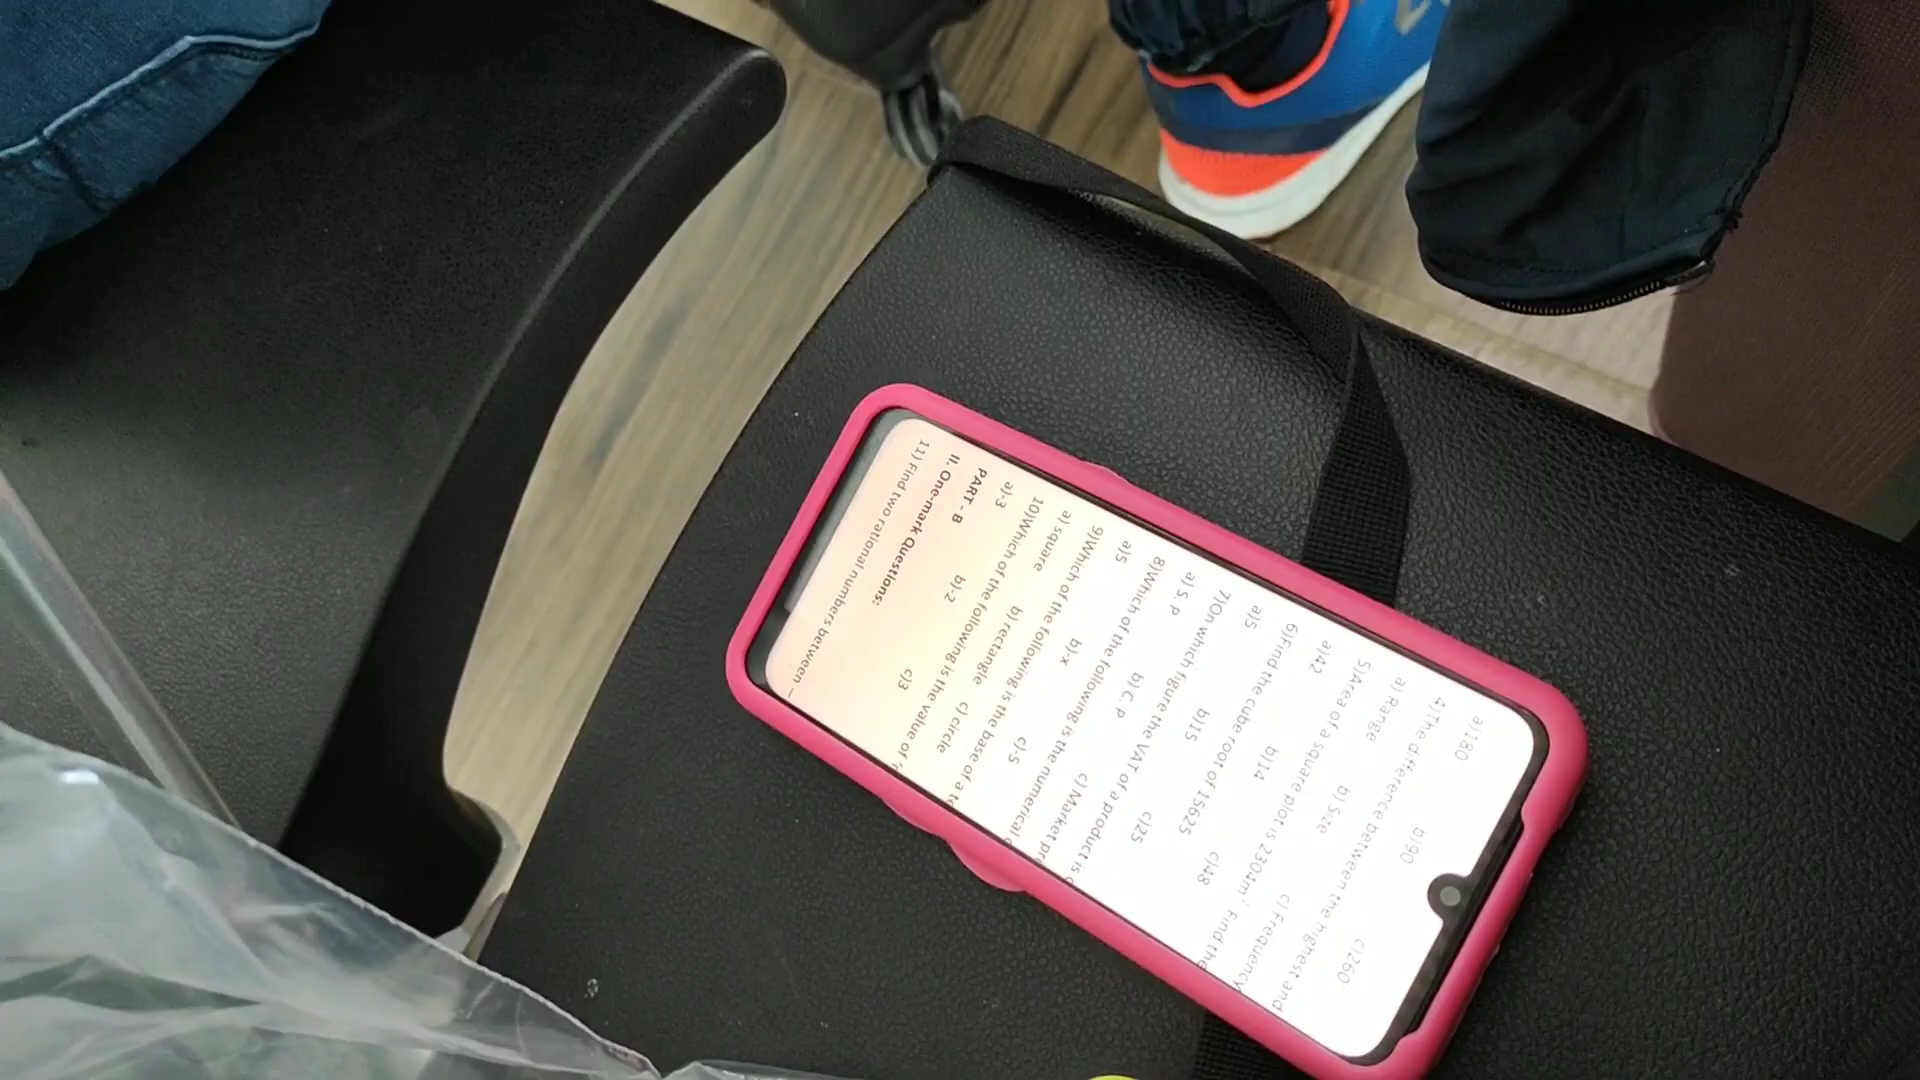 a)180 b)90 c)260°
4)The difference between the highest and
a) Range b) Size c) Frequency
5)Area of a square plot is 2304m². Find the
a)42 b)14 c)48
6)Find the cube root of 15625
a)5 b)15 c)25
7)On which figure the VAT of a product is
a) S. P b) C. P c) Market
8)Which of the following is the numerical
a)5 b)-x c)-5
9)Which of the following is the base of a
a) square b) rectangle c) circle
10)Which of the following is the value of
a)-3 b)-2 c)3
PART - B
II. One-mark Questions:
11) Find two rational numbers between